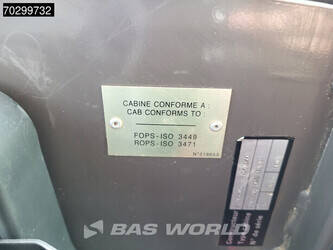 70299732
CABINE CONFORME A :
CAB CONFORMS TO :
FOPS-ISO 3449
ROPS-ISO 3471
BAS WORLD